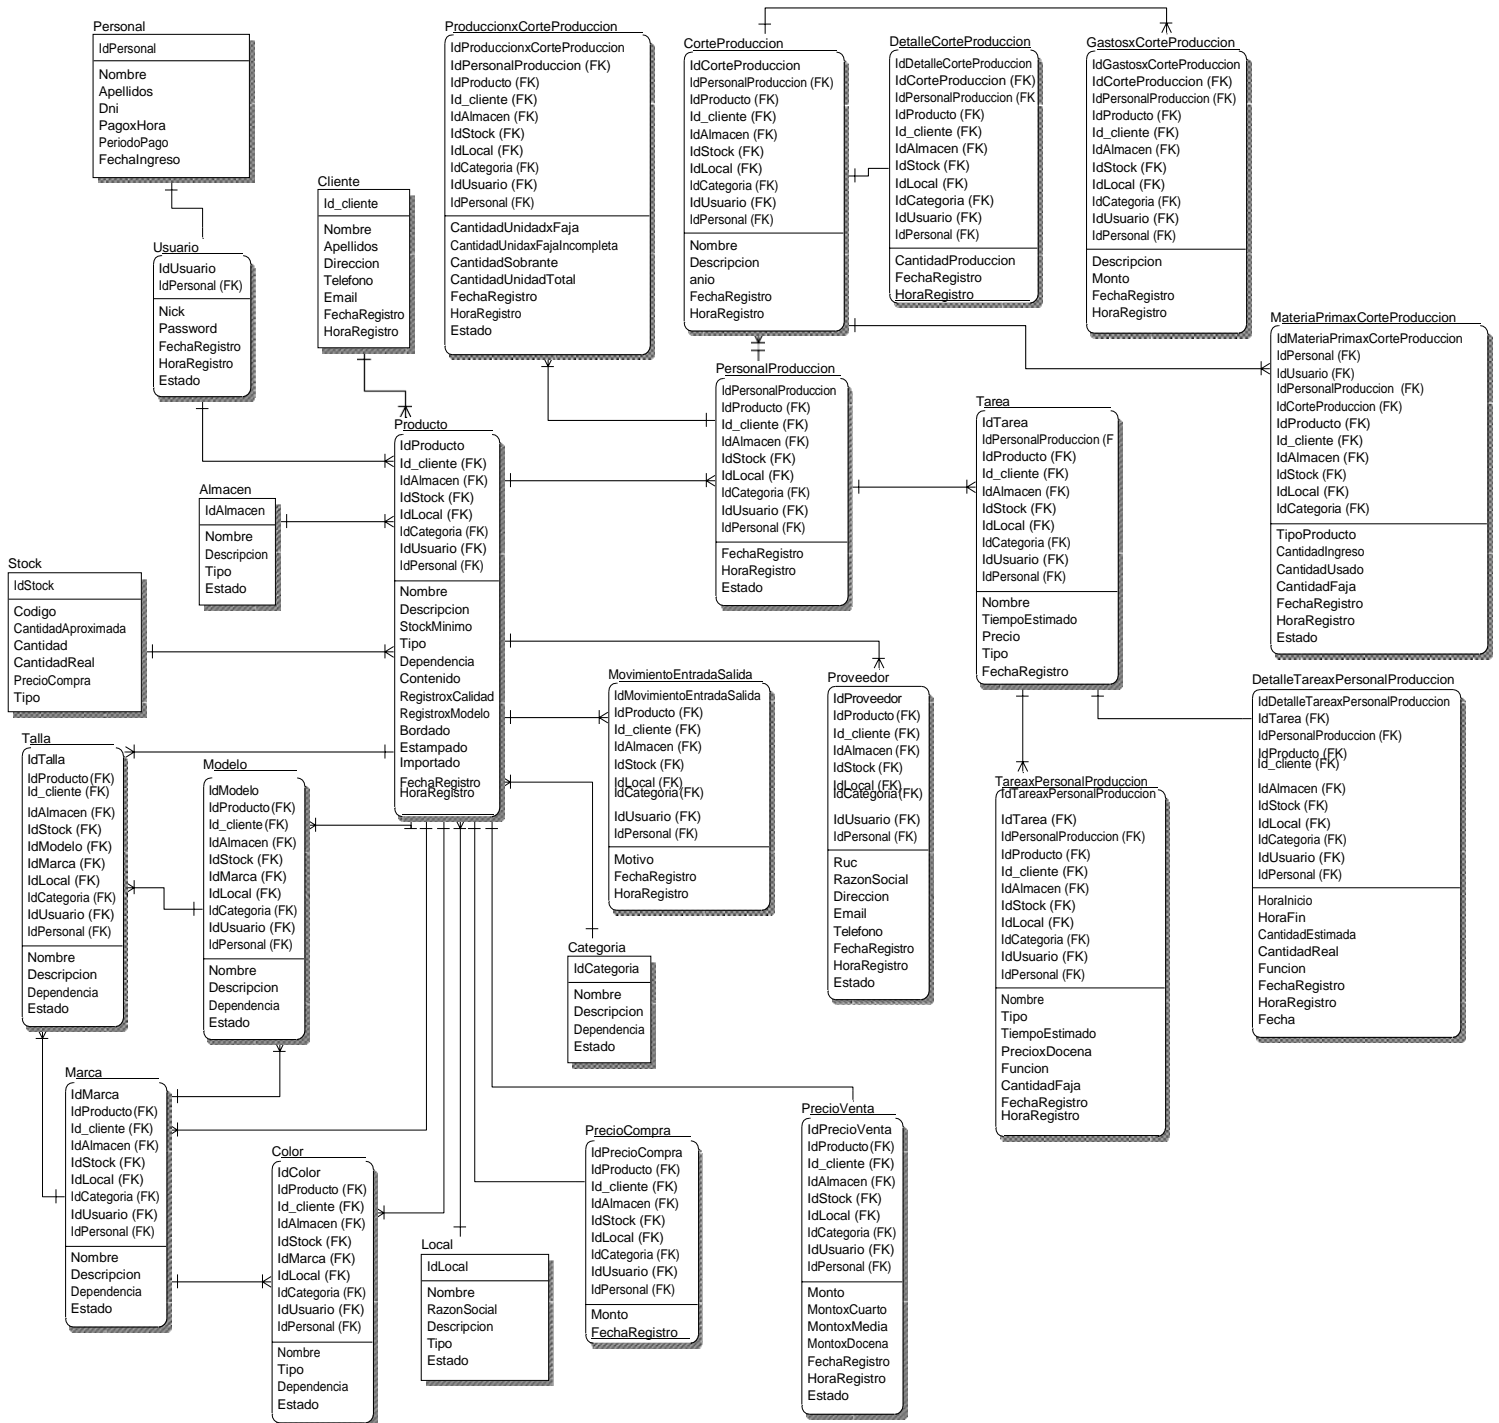 Personal
IdPersonal
Nombre
Apellidos
Dni
PagoxHora
PeriodoPago
FechaIngreso
Usuario
IdUsuario
IdPersonal (FK)
Nick
Password
FechaRegistro
HoraRegistro
Estado
Cliente
Id_cliente
Nombre
Apellidos
Direccion
Telefono
Email
FechaRegistro
HoraRegistro
ProduccionxCorteProduccion
IdProduccionxCorteProduccion
IdPersonalProduccion (FK)
IdProducto (FK)
Id_cliente (FK)
IdAlmacen (FK)
IdStock (FK)
IdLocal (FK)
IdCategoria (FK)
IdUsuario (FK)
IdPersonal (FK)
CantidadUnidadxFaja
CantidadUnidaxFajaIncompleta
CantidadSobrante
CantidadUnidadTotal
FechaRegistro
HoraRegistro
Estado
CorteProduccion
IdCorteProduccion
IdPersonalProduccion (FK)
IdProducto (FK)
Id_cliente (FK)
IdAlmacen (FK)
IdStock (FK)
IdLocal (FK)
IdCategoria (FK)
IdUsuario (FK)
IdPersonal (FK)
Nombre
Descripcion
anio
FechaRegistro
HoraRegistro
DetalleCorteProduccion
IdDetalleCorteProduccion
IdCorteProduccion (FK)
IdPersonalProduccion (FK
IdProducto (FK)
Id_cliente (FK)
IdAlmacen (FK)
IdStock (FK)
IdLocal (FK)
IdCategoria (FK)
IdUsuario (FK)
IdPersonal (FK)
CantidadProduccion
FechaRegistro
HoraRegistro
GastosxCorteProduccion
IdGastosxCorteProduccion
IdCorteProduccion (FK)
IdPersonalProduccion (FK)
IdProducto (FK)
Id_cliente (FK)
IdAlmacen (FK)
IdStock (FK)
IdLocal (FK)
IdCategoria (FK)
IdUsuario (FK)
IdPersonal (FK)
Descripcion
Monto
FechaRegistro
HoraRegistro
MateriaPrimaxCorteProduccion
IdMateriaPrimaxCorteProduccion
IdPersonal (FK)
IdUsuario (FK)
IdPersonalProduccion (FK)
IdCorteProduccion (FK)
IdProducto (FK)
Id_cliente (FK)
IdAlmacen (FK)
IdStock (FK)
IdLocal (FK)
IdCategoria (FK)
TipoProducto
CantidadIngreso
CantidadUsado
CantidadFaja
FechaRegistro
HoraRegistro
Estado
PersonalProduccion
IdPersonalProduccion
IdProducto (FK)
Id_cliente (FK)
IdAlmacen (FK)
IdStock (FK)
IdLocal (FK)
IdCategoria (FK)
IdUsuario (FK)
IdPersonal (FK)
FechaRegistro
HoraRegistro
Estado
Tarea
IdTarea
IdPersonalProduccion (F
IdProducto (FK)
Id_cliente (FK)
IdAlmacen (FK)
IdStock (FK)
IdLocal (FK)
IdCategoria (FK)
IdUsuario (FK)
IdPersonal (FK)
Nombre
TiempoEstimado
Precio
Tipo
FechaRegistro
Producto
IdProducto
Id_cliente (FK)
IdAlmacen (FK)
IdStock (FK)
IdLocal (FK)
IdCategoria (FK)
IdUsuario (FK)
IdPersonal (FK)
Nombre
Descripcion
StockMinimo
Tipo
Dependencia
Contenido
RegistroxCalidad
RegistroxModelo
Bordado
Estampado
Importado
FechaRegistro
HoraRegistro
Almacen
IdAlmacen
Nombre
Descripcion
Tipo
Estado
Stock
IdStock
Codigo
CantidadAproximada
Cantidad
CantidadReal
PrecioCompra
Tipo
MovimientoEntradaSalida
IdMovimientoEntradaSalida
IdProducto (FK)
Id_cliente (FK)
IdAlmacen (FK)
IdStock (FK)
IdLocal (FK)
IdCategoria (FK)
IdUsuario (FK)
IdPersonal (FK)
Motivo
FechaRegistro
HoraRegistro
Proveedor
IdProveedor
IdProducto (FK)
Id_cliente (FK)
IdAlmacen (FK)
IdStock (FK)
IdLocal (FK)
IdCategoria (FK)
IdUsuario (FK)
IdPersonal (FK)
Ruc
RazonSocial
Direccion
Email
Telefono
FechaRegistro
HoraRegistro
Estado
DetalleTareaxPersonalProduccion
IdDetalleTareaxPersonalProduccion
IdTarea (FK)
IdPersonalProduccion (FK)
IdProducto (FK)
Id_cliente (FK)
IdAlmacen (FK)
IdStock (FK)
IdLocal (FK)
IdCategoria (FK)
IdUsuario (FK)
IdPersonal (FK)
HoraInicio
HoraFin
CantidadEstimada
CantidadReal
Funcion
FechaRegistro
HoraRegistro
Fecha
TareaxPersonalProduccion
IdTareaxPersonalProduccion
IdTarea (FK)
IdPersonalProduccion (FK)
IdProducto (FK)
Id_cliente (FK)
IdAlmacen (FK)
IdStock (FK)
IdLocal (FK)
IdCategoria (FK)
IdUsuario (FK)
IdPersonal (FK)
Nombre
Tipo
TiempoEstimado
PrecioxDocena
Funcion
CantidadFaja
FechaRegistro
HoraRegistro
Talla
IdTalla
IdProducto (FK)
Id_cliente (FK)
IdAlmacen (FK)
IdStock (FK)
IdModelo (FK)
IdMarca (FK)
IdLocal (FK)
IdCategoria (FK)
IdUsuario (FK)
IdPersonal (FK)
Nombre
Descripcion
Dependencia
Estado
Modelo
IdModelo
IdProducto (FK)
Id_cliente (FK)
IdAlmacen (FK)
IdStock (FK)
IdMarca (FK)
IdLocal (FK)
IdCategoria (FK)
IdUsuario (FK)
IdPersonal (FK)
Nombre
Descripcion
Dependencia
Estado
Categoria
IdCategoria
Nombre
Descripcion
Dependencia
Estado
Marca
IdMarca
IdProducto (FK)
Id_cliente (FK)
IdAlmacen (FK)
IdStock (FK)
IdLocal (FK)
IdCategoria (FK)
IdUsuario (FK)
IdPersonal (FK)
Nombre
Descripcion
Dependencia
Estado
Color
IdColor
IdProducto (FK)
Id_cliente (FK)
IdAlmacen (FK)
IdStock (FK)
IdMarca (FK)
IdLocal (FK)
IdCategoria (FK)
IdUsuario (FK)
IdPersonal (FK)
Nombre
Tipo
Dependencia
Estado
Local
IdLocal
Nombre
RazonSocial
Descripcion
Tipo
Estado
PrecioCompra
IdPrecioCompra
IdProducto (FK)
Id_cliente (FK)
IdAlmacen (FK)
IdStock (FK)
IdLocal (FK)
IdCategoria (FK)
IdUsuario (FK)
IdPersonal (FK)
Monto
FechaRegistro
PrecioVenta
IdPrecioVenta
IdProducto (FK)
Id_cliente (FK)
IdAlmacen (FK)
IdStock (FK)
IdLocal (FK)
IdCategoria (FK)
IdUsuario (FK)
IdPersonal (FK)
Monto
MontoxCuarto
MontoxMedia
MontoxDocena
FechaRegistro
HoraRegistro
Estado